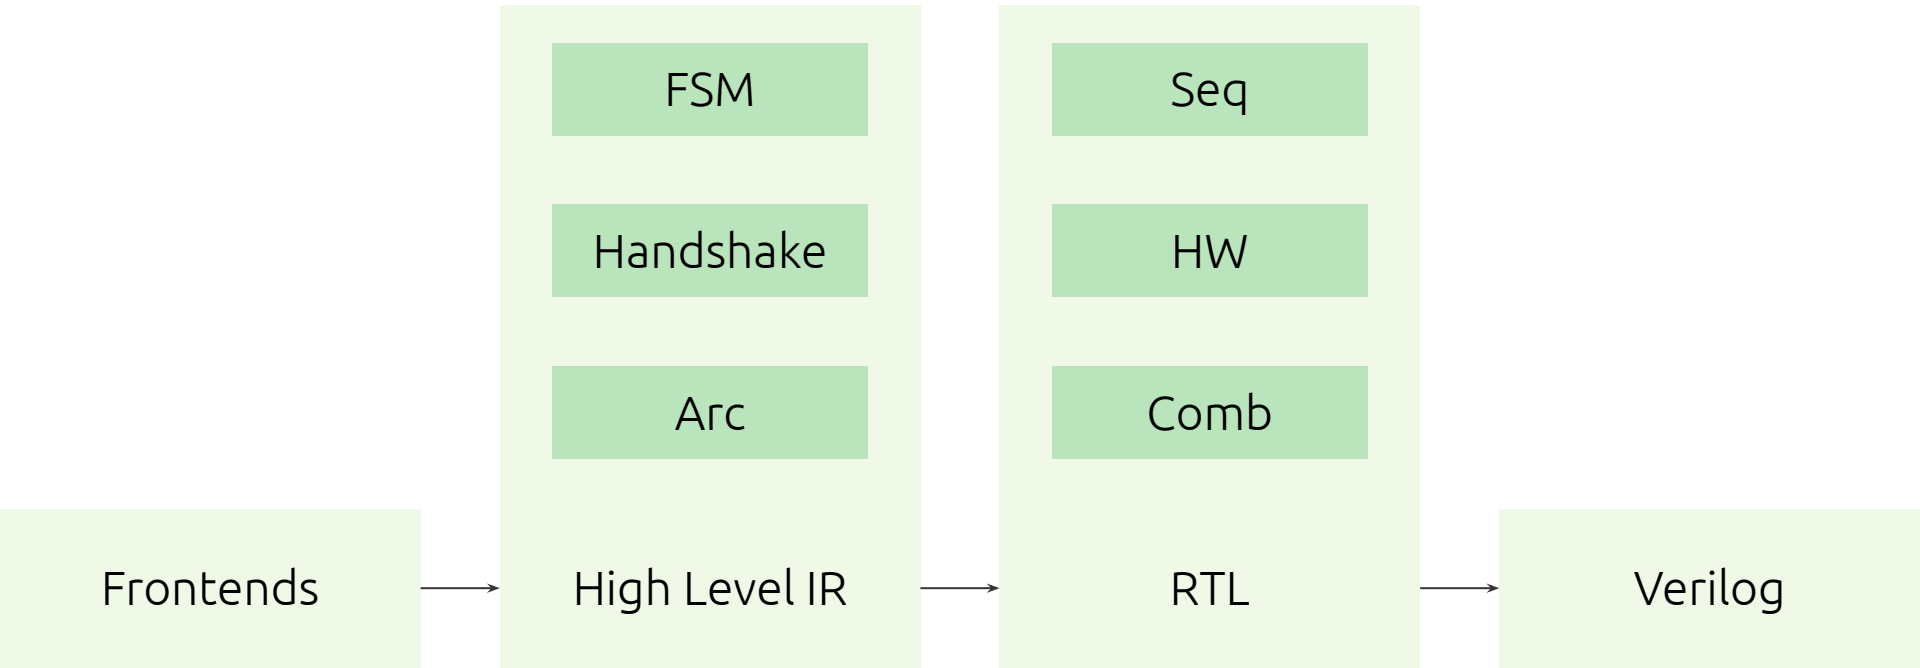 FSM
Handshake
Arc
Seq
HW
Comb
Frontends
High Level IR
RTL
Verilog